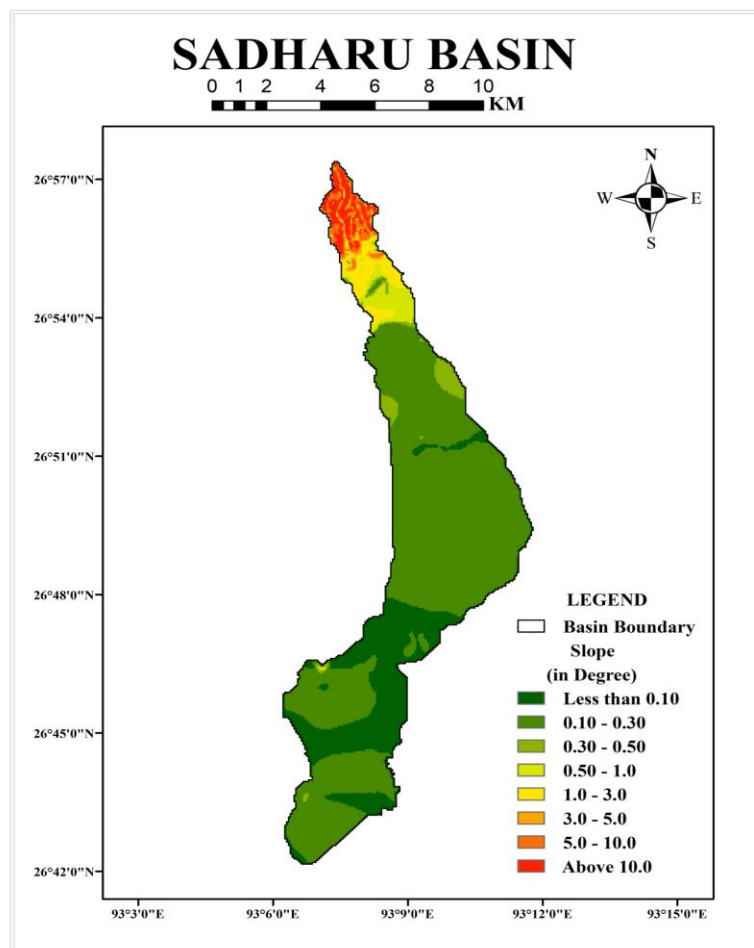 SADHARU BASIN
0 1 2 4 6 8 10
KM
N
W E
S
26°57'0"N
26°54'0"N
26°51'0"N
26°48'0"N
26°45'0"N
26°42'0"N
LEGEND
Basin Boundary
Slope
(in Degree)
Less than 0.10
0.10 - 0.30
0.30 - 0.50
0.50 - 1.0
1.0 - 3.0
3.0 - 5.0
5.0 - 10.0
Above 10.0
93°3'0"E 93°6'0"E 93°9'0"E 93°12'0"E 93°15'0"E